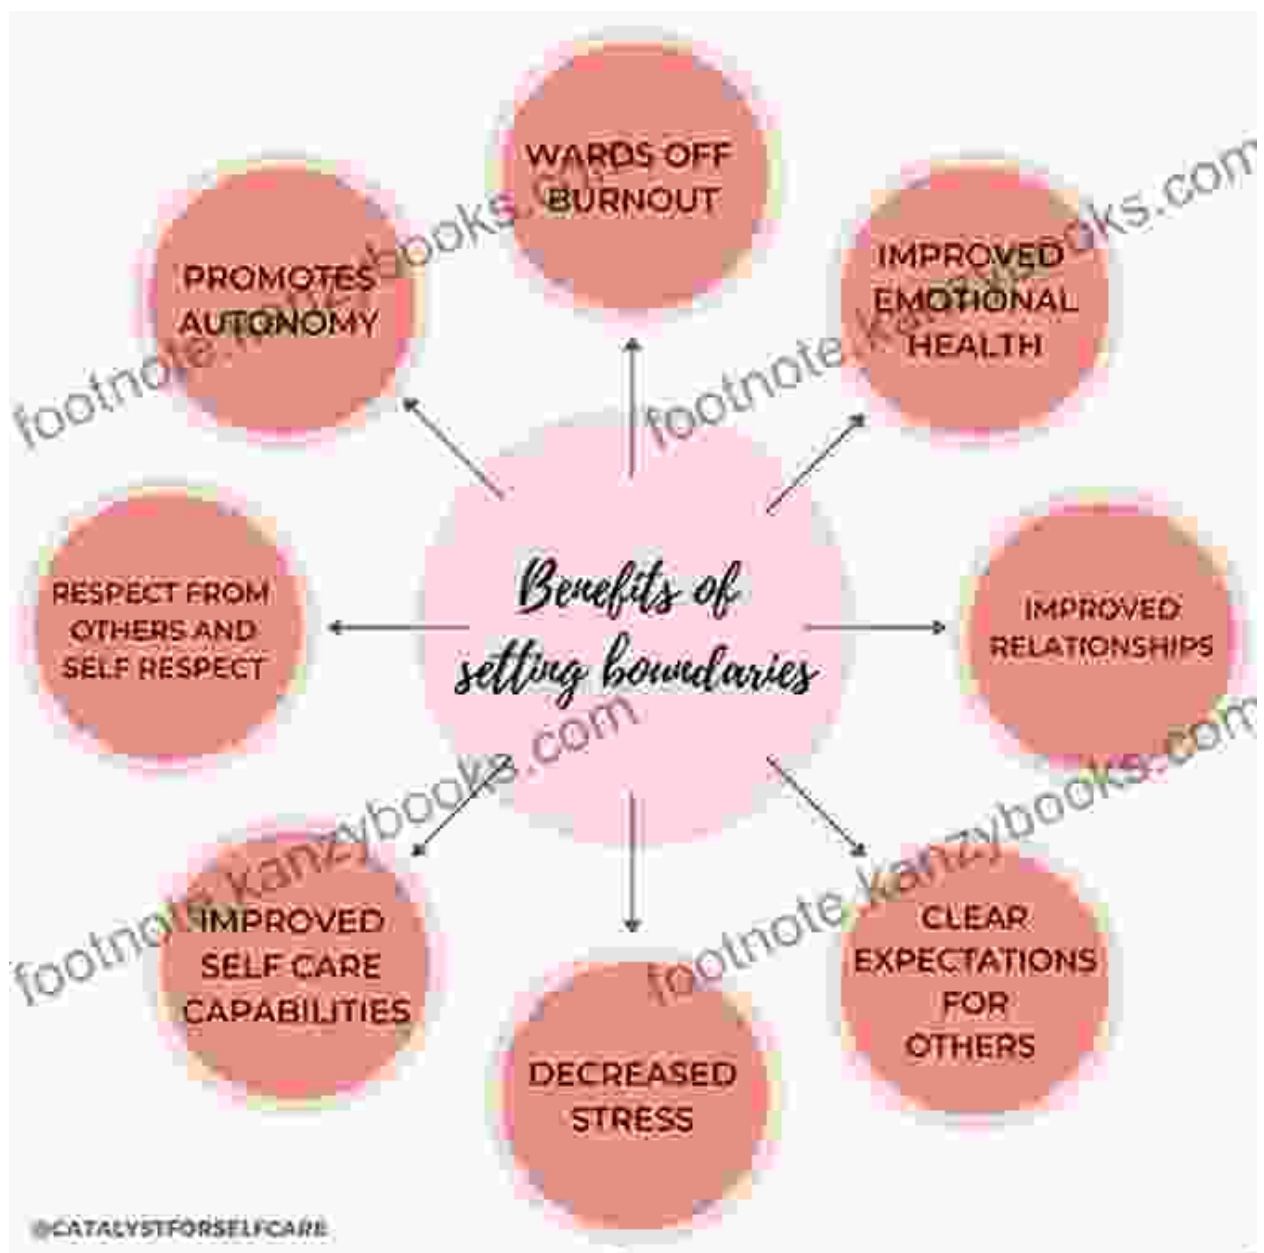 WARDS OFF
BURNOUT
IMPROVED
EMOTIONAL
HEALTH
IMPROVED
RELATIONSHIPS
CLEAR
EXPECTATIONS
FOR
OTHERS
DECREASED
STRESS
IMPROVED
SELF CARE
CAPABILITIES
RESPECT FROM
OTHERS AND
SELF RESPECT
PROMOTES
AUTONOMY
Benefits of
setting boundaries
@CATALYSTFORSELFCARE
footnote.kanzybooks.com
footnote.kanzybooks.com
footnote.kanzybooks.com
footnote.kanzybooks.com